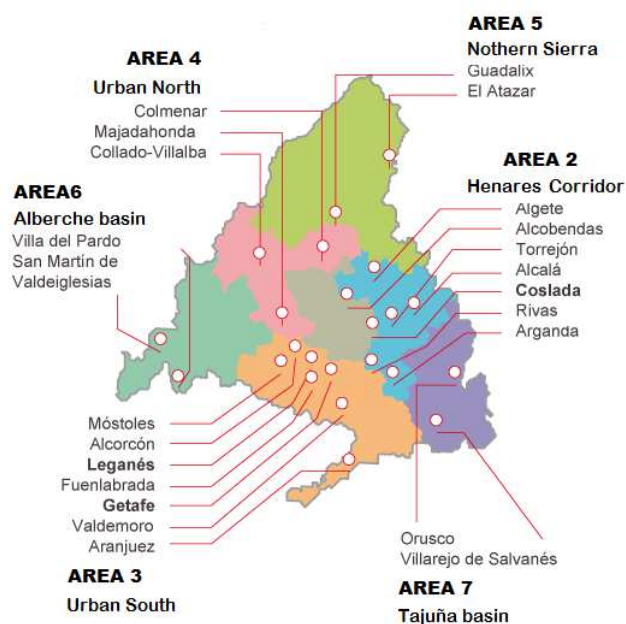 AREA 5
Nothern Sierra
Guadalix
El Atazar
AREA 4
Urban North
Colmenar
Majadahonda
Collado-Villalba
AREA 2
Henares Corridor
Algete
Alcobendas
Torrejón
Alcalá
Coslada
Rivas
Arganda
AREA6
Alberche basin
Villa del Pardo
San Martín de
Valdeiglesias
Móstoles
Alcorcón
Leganés
Fuenlabrada
Getafe
Valdemoro
Aranjuez
AREA 3
Urban South
Orusco
Villarejo de Salvanés
AREA 7
Tajuña basin